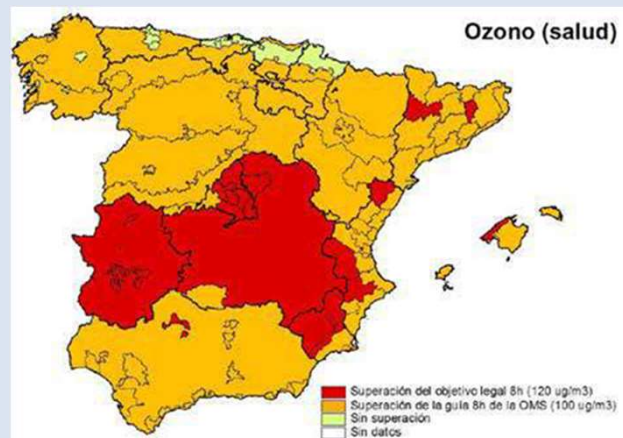 Ozono (salud)
Superación del objetivo legal 8h (120 ug/m3)
Superación de la guía 8h de la OMS (100 ug/m3)
Sin superación
Sin datos